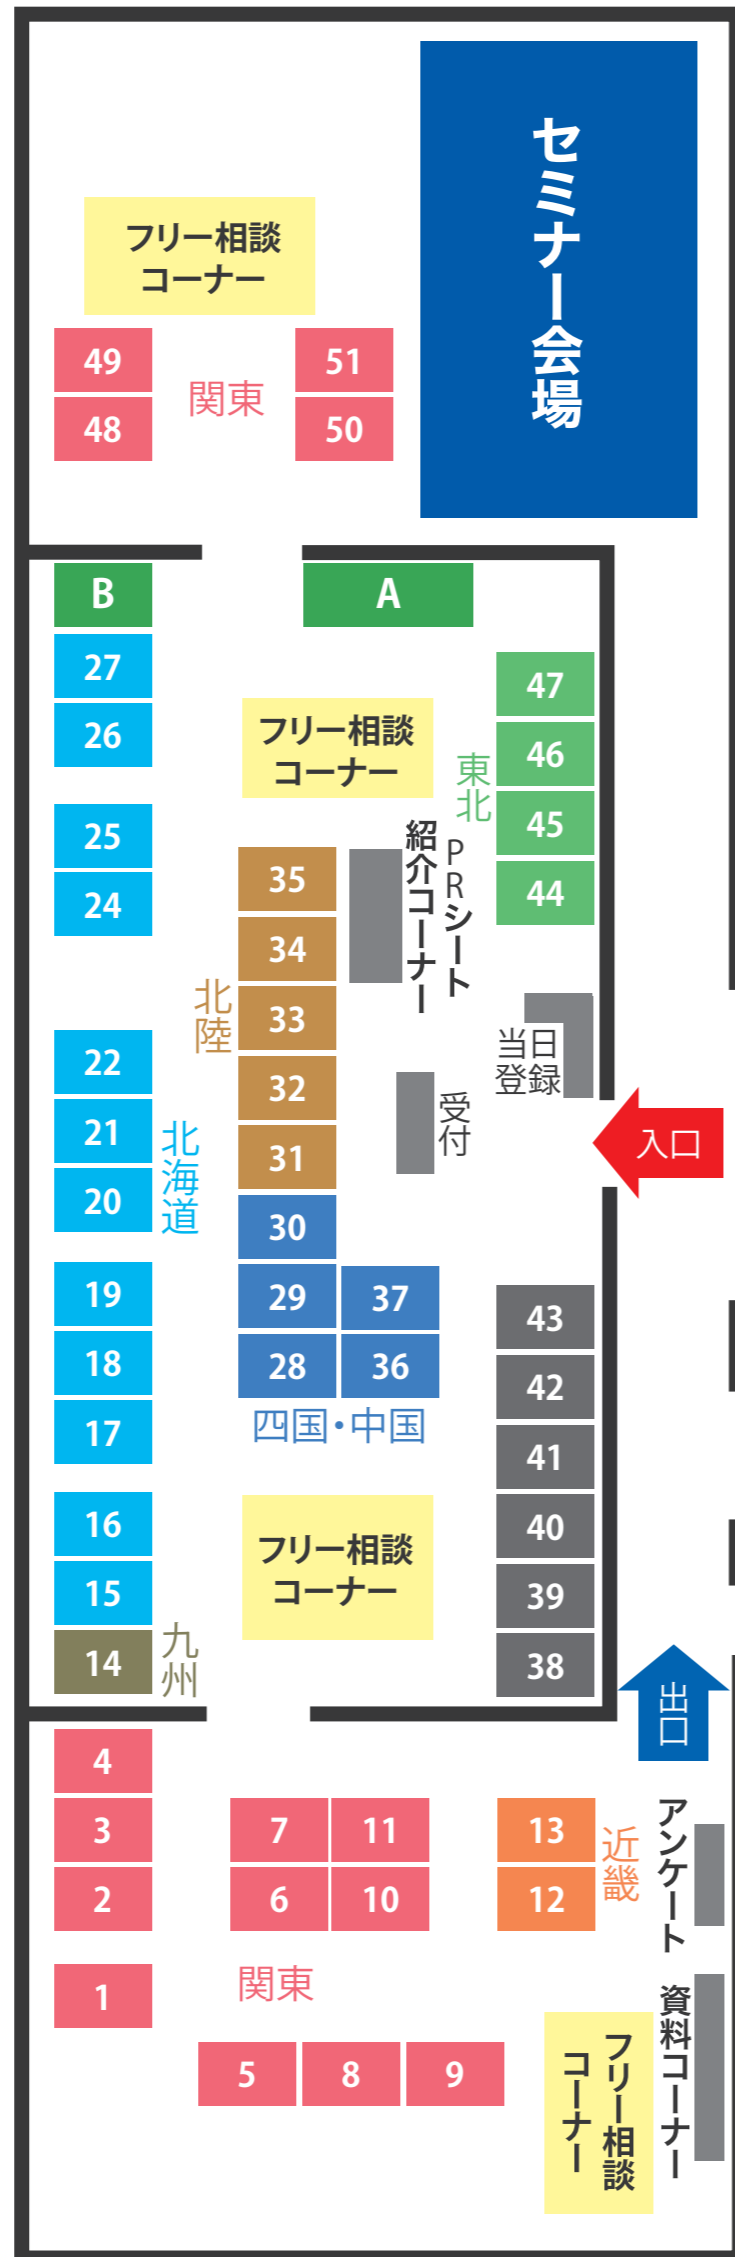 セミナー会場
フリー相談
コーナー
49
51
関東
48
50
B
A
27
26
25
24
22
21
20
北海道
19
18
17
16
15
14
九州
フリー相談
コーナー
35
34
33
32
31
北陸
30
29
37
28
36
四国・中国
PRシート
紹介コーナー
受付
47
46
45
44
東北
当日
登録
入口
43
42
41
40
39
38
フリー相談
コーナー
出口
4
3
2
1
7
11
6
10
関東
5
8
9
13
12
近畿
アンケート
資料コーナー
フリー相談
コーナー